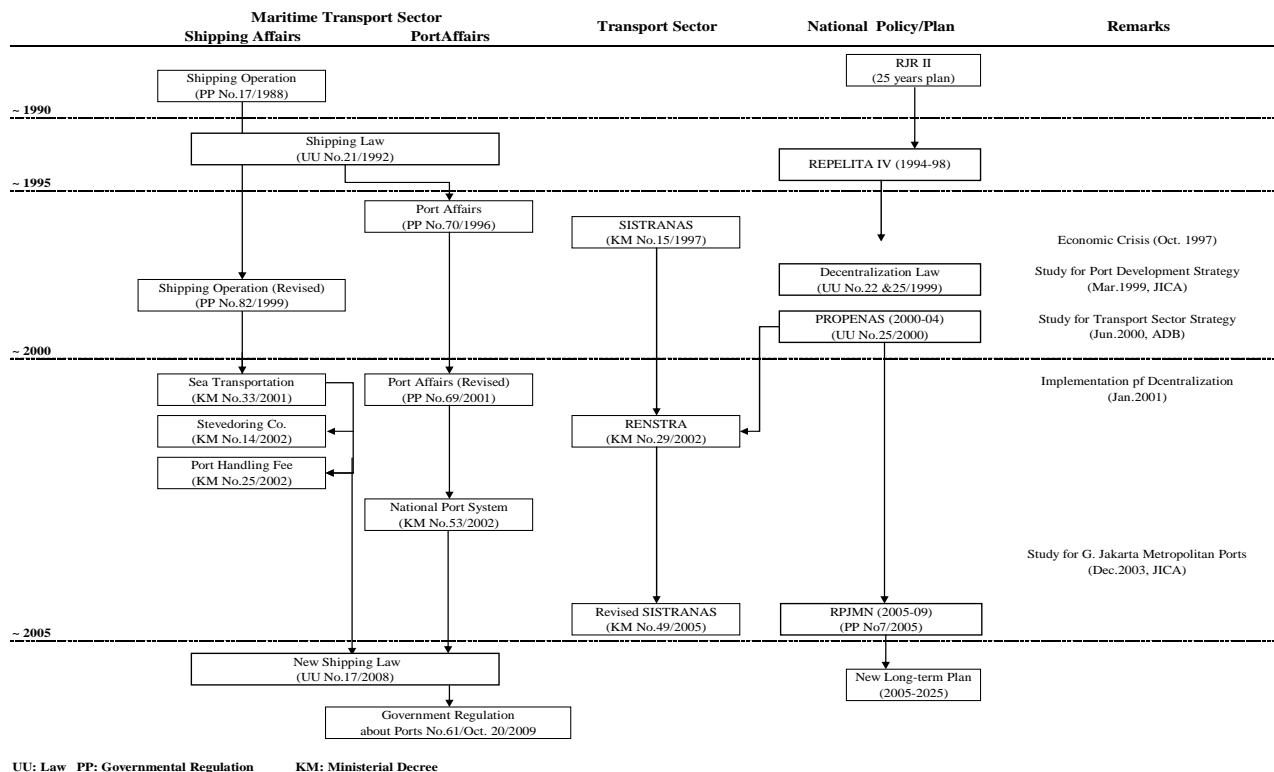 Maritime Transport Sector
Shipping Affairs
PortAffairs
Transport Sector
National Policy/Plan
Remarks
RJR II
(25 years plan)
Shipping Operation
(PP No.17/1988)
~ 1990
Shipping Law
(UU No.21/1992)
REPELITA IV (1994-98)
~ 1995
Port Affairs
(PP No.70/1996)
SISTRANAS
(KM No.15/1997)
Economic Crisis (Oct. 1997)
Shipping Operation (Revised)
(PP No.82/1999)
Decentralization Law
(UU No.22 &25/1999)
Study for Port Development Strategy
(Mar.1999, JICA)
PROPENAS (2000-04)
(UU No.25/2000)
Study for Transport Sector Strategy
(Jun.2000, ADB)
~ 2000
Sea Transportation
(KM No.33/2001)
Port Affairs (Revised)
(PP No.69/2001)
Implementation pf Dcentralization
(Jan.2001)
Stevedoring Co.
(KM No.14/2002)
RENSTRA
(KM No.29/2002)
Port Handling Fee
(KM No.25/2002)
National Port System
(KM No.53/2002)
Study for G. Jakarta Metropolitan Ports
(Dec.2003, JICA)
Revised SISTRANAS
(KM No.49/2005)
RPJMN (2005-09)
(PP No7/2005)
~ 2005
New Shipping Law
(UU No.17/2008)
New Long-term Plan
(2005-2025)
Government Regulation
about Ports No.61/Oct. 20/2009
UU: Law PP: Governmental Regulation KM: Ministerial Decree